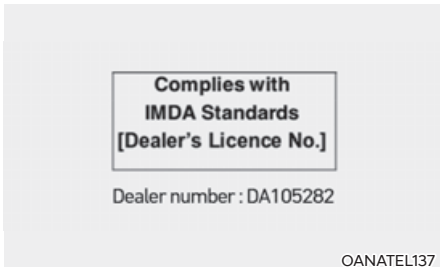 Complies with
IMDA Standards
[Dealer's Licence No.]
Dealer number : DA105282
OANATEL137